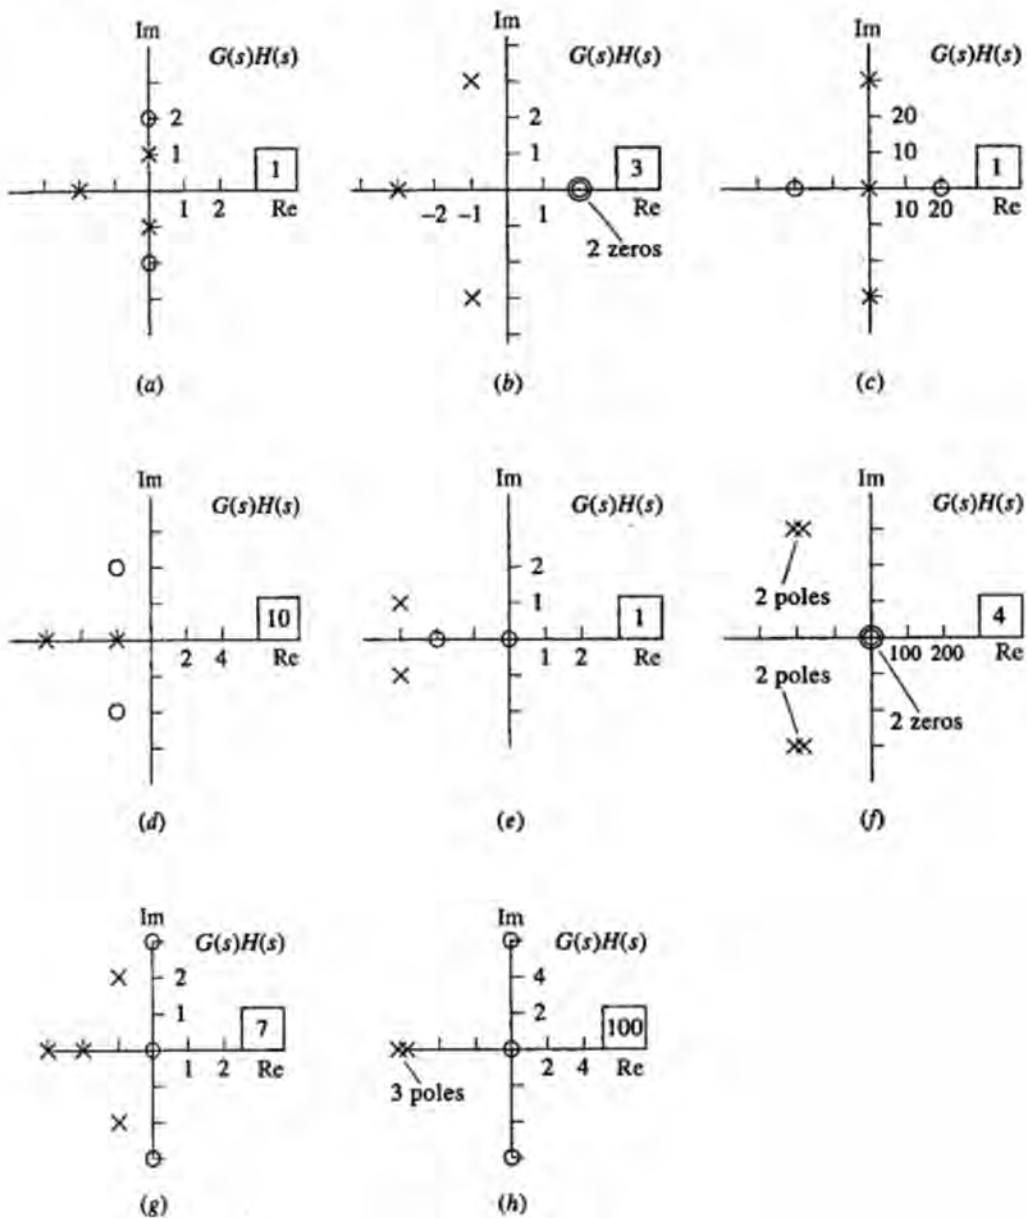 Im
G(s)H(s)
2
1
1
1 2 Re
(a)
Im
G(s)H(s)
2
1
3
−2 −1 1 Re
2 zeros
(b)
Im
G(s)H(s)
20
10
1
10 20 Re
(c)
Im
G(s)H(s)
10
2 4 Re
(d)
Im
G(s)H(s)
2
1
1
1 2 Re
(e)
Im
G(s)H(s)
2 poles
4
100 200 Re
2 poles
2 zeros
(f)
Im
G(s)H(s)
2
1
7
1 2 Re
(g)
Im
G(s)H(s)
4
2
100
2 4 Re
3 poles
(h)